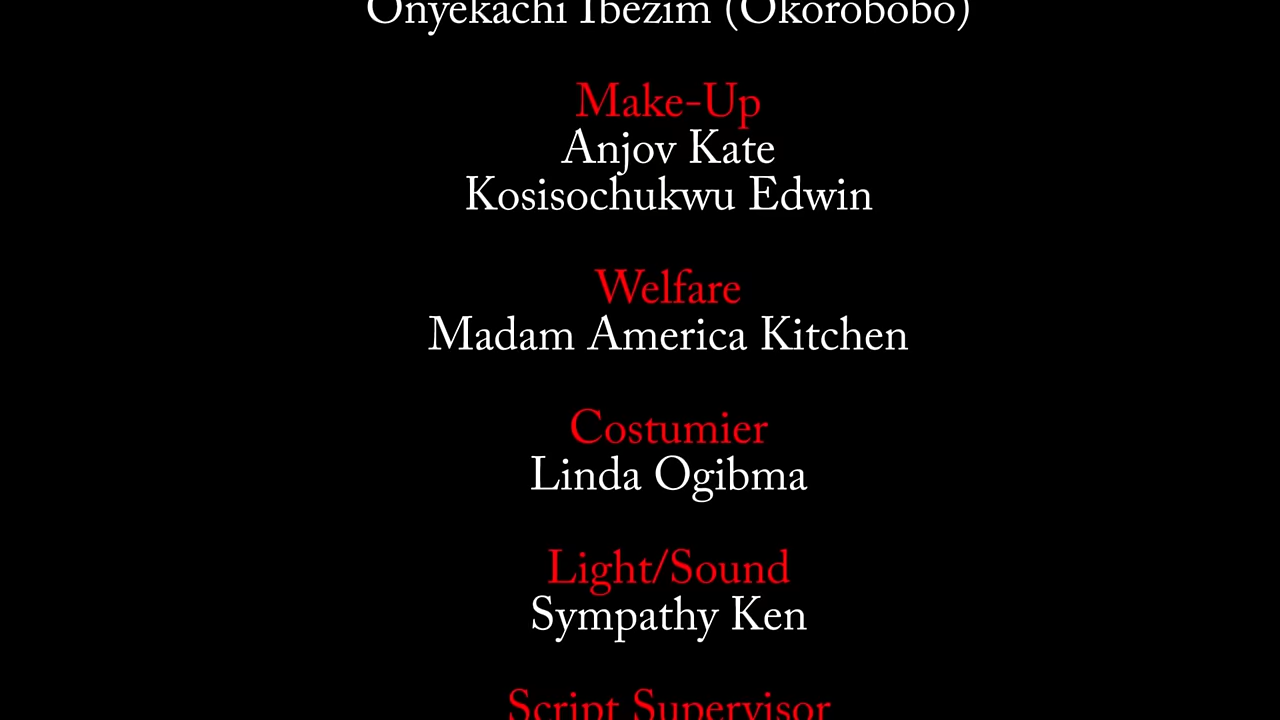 Onyekachi Ibezim (Okorobobo)
Make-Up
Anjov Kate
Kosisochukwu Edwin
Welfare
Madam America Kitchen
Costumier
Linda Ogibma
Light/Sound
Sympathy Ken
Script Supervisor